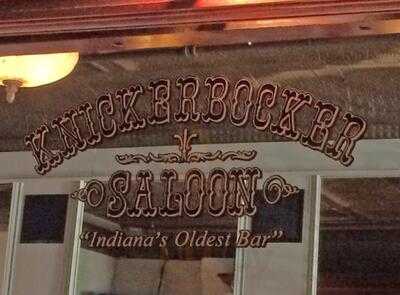 KNICKERBOCKER
SALOON
"Indiana's Oldest Bar"